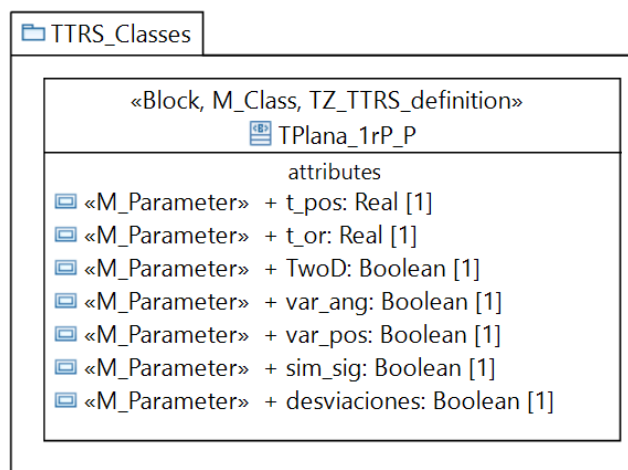 TTRS_Classes
«Block, M_Class, TZ_TTRS_definition»
TPlana_1rP_P
attributes
«M_Parameter» + t_pos: Real [1]
«M_Parameter» + t_or: Real [1]
«M_Parameter» + TwoD: Boolean [1]
«M_Parameter» + var_ang: Boolean [1]
«M_Parameter» + var_pos: Boolean [1]
«M_Parameter» + sim_sig: Boolean [1]
«M_Parameter» + desviaciones: Boolean [1]